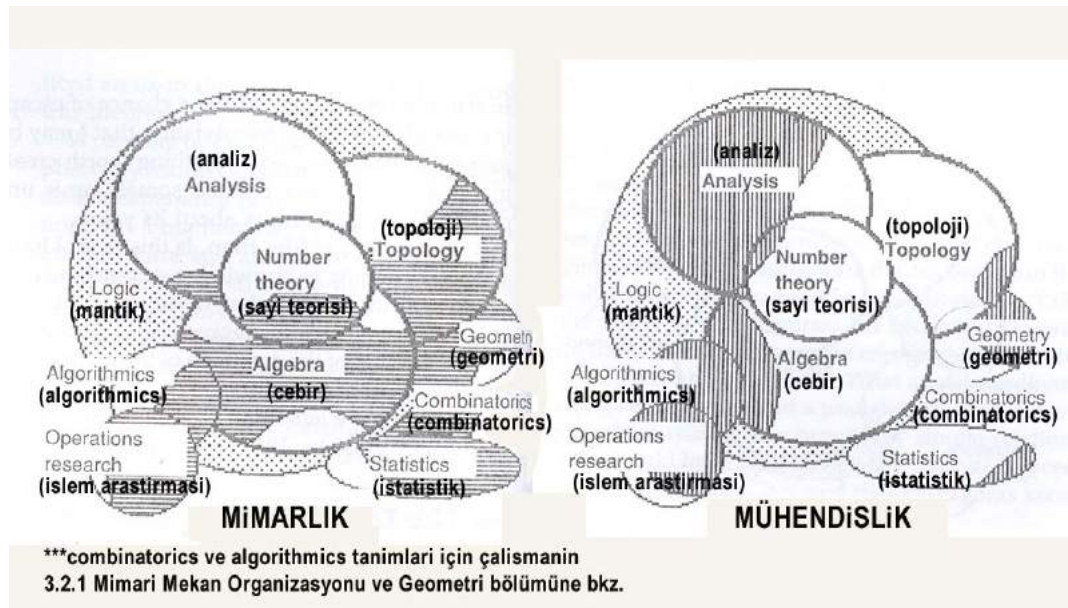 (analiz)
Analysis
(topoloji)
Topology
Number
theory
(sayi teorisi)
Logic
(mantik)
Geometri
(geometri)
Algebra
(cebir)
Algorithmics
(algorithmics)
Combinatorics
(combinatorics)
Operations
research
(islem arastirmasi)
Statistics
(istatistik)
MiMARLIK
(analiz)
Analysis
(topoloji)
Topology
Number
theory
(sayi teorisi)
Logic
(mantik)
Geometry
(geometri)
Algebra
(cebir)
Algorithmics
(algorithmics)
Combinatorics
(combinatorics)
Operations
research
(islem arastirmasi)
Statistics
(istatistik)
MÜHENDiSLiK
***combinatorics ve algorithmics tanimlari için çalismanin
3.2.1 Mimari Mekan Organizasyonu ve Geometri bölümüne bkz.